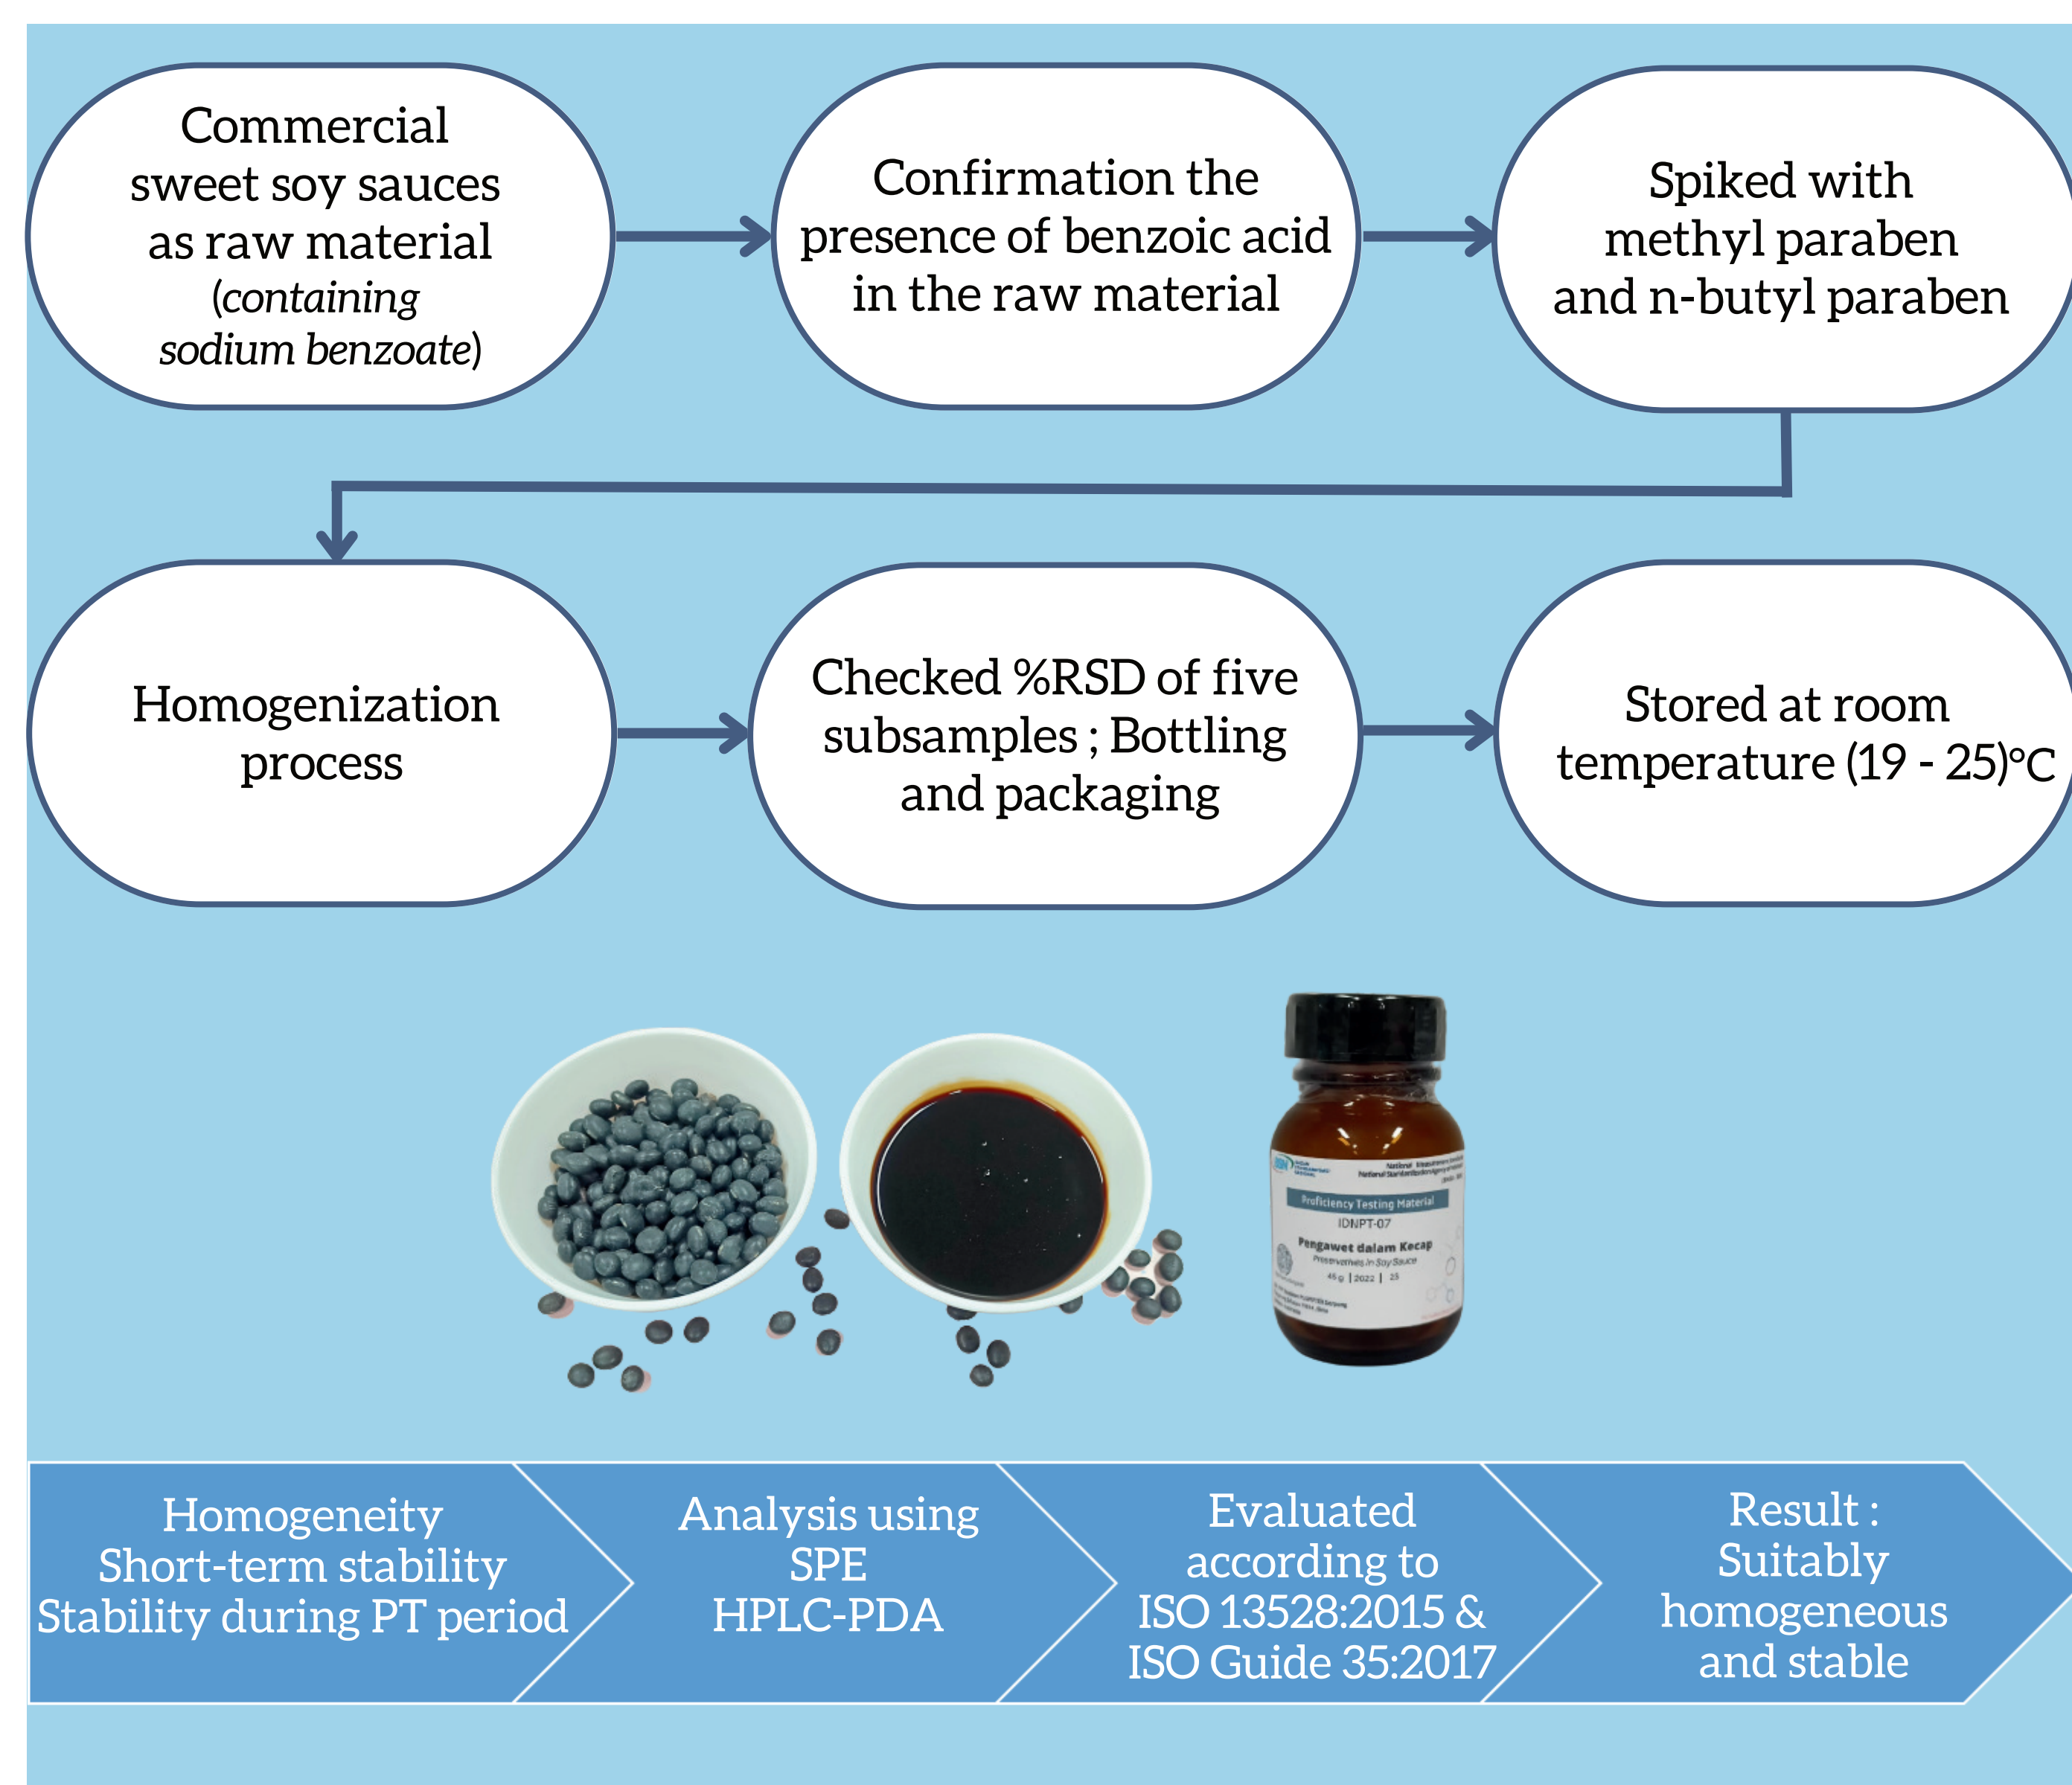 Commercial
sweet soy sauces
as raw material
(containing
sodium benzoate)
Confirmation the
presence of benzoic acid
in the raw material
Spiked with
methyl paraben
and n-butyl paraben
Homogenization
process
Checked %RSD of five
subsamples ; Bottling
and packaging
Stored at room
temperature (19 - 25)°C
Proficiency Testing Material
IDNPT-07
Pengawet dalam Kecap
Preservatives in Soy Sauce
45 g | 2022 | 25
Homogeneity
Short-term stability
Stability during PT period
Analysis using
SPE
HPLC-PDA
Evaluated
according to
ISO 13528:2015 &
ISO Guide 35:2017
Result :
Suitably
homogeneous
and stable